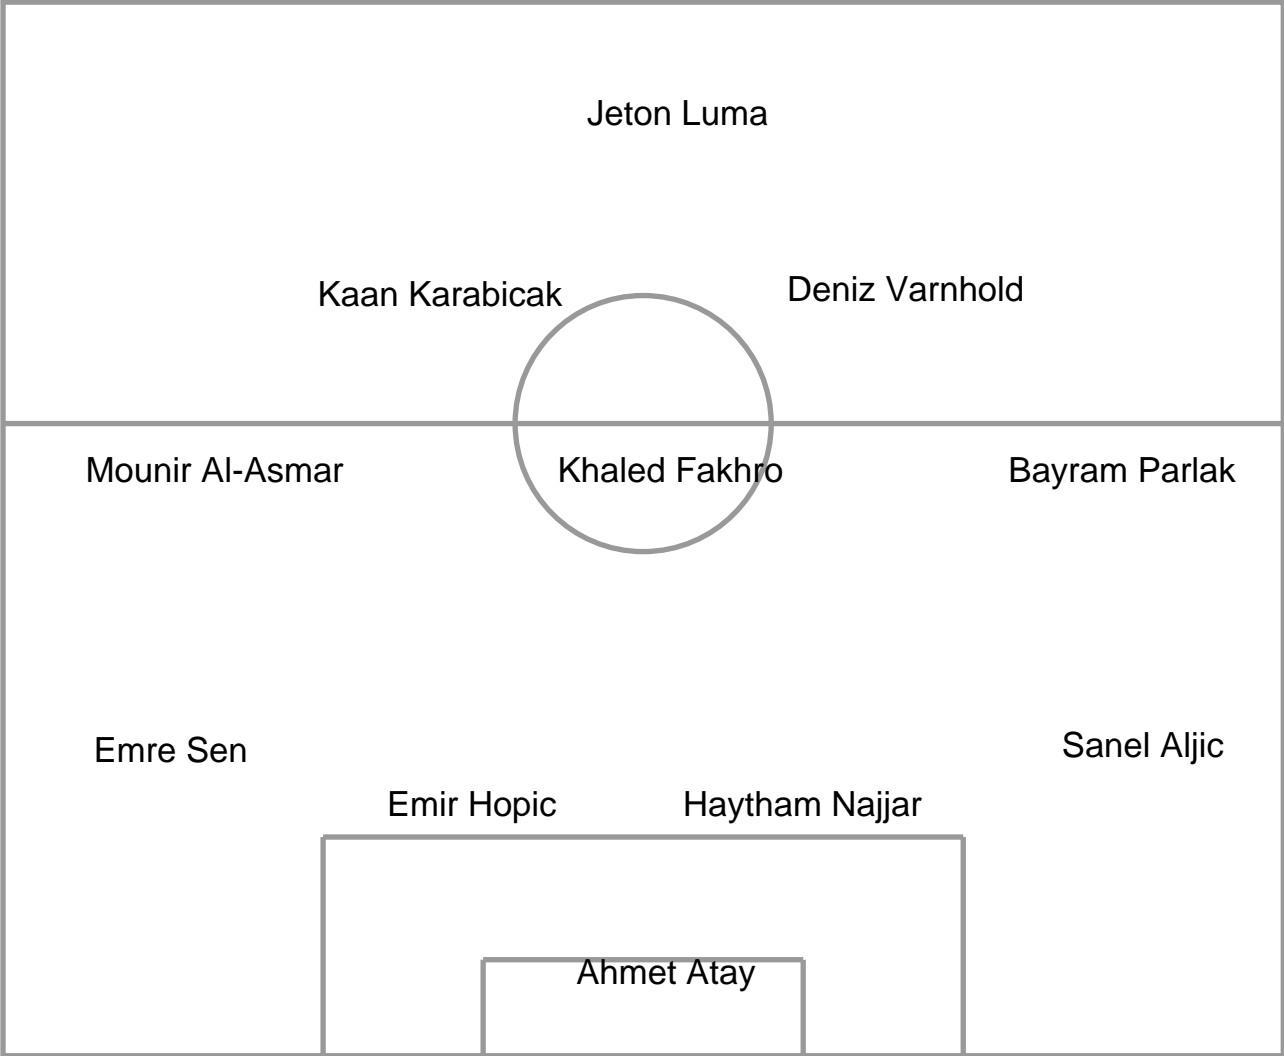 Jeton Luma
Kaan Karabicak
Deniz Varnhold
Mounir Al-Asmar
Khaled Fakhro
Bayram Parlak
Emre Sen
Sanel Aljic
Emir Hopic
Haytham Najjar
Ahmet Atay